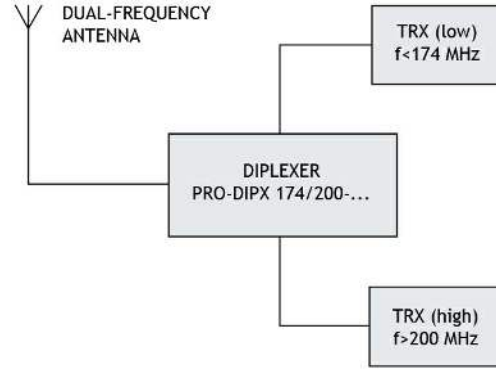 DUAL-FREQUENCY
ANTENNA
TRX (low)
f<174 MHz
DIPLEXER
PRO-DIPX 174/200-...
TRX (high)
f>200 MHz